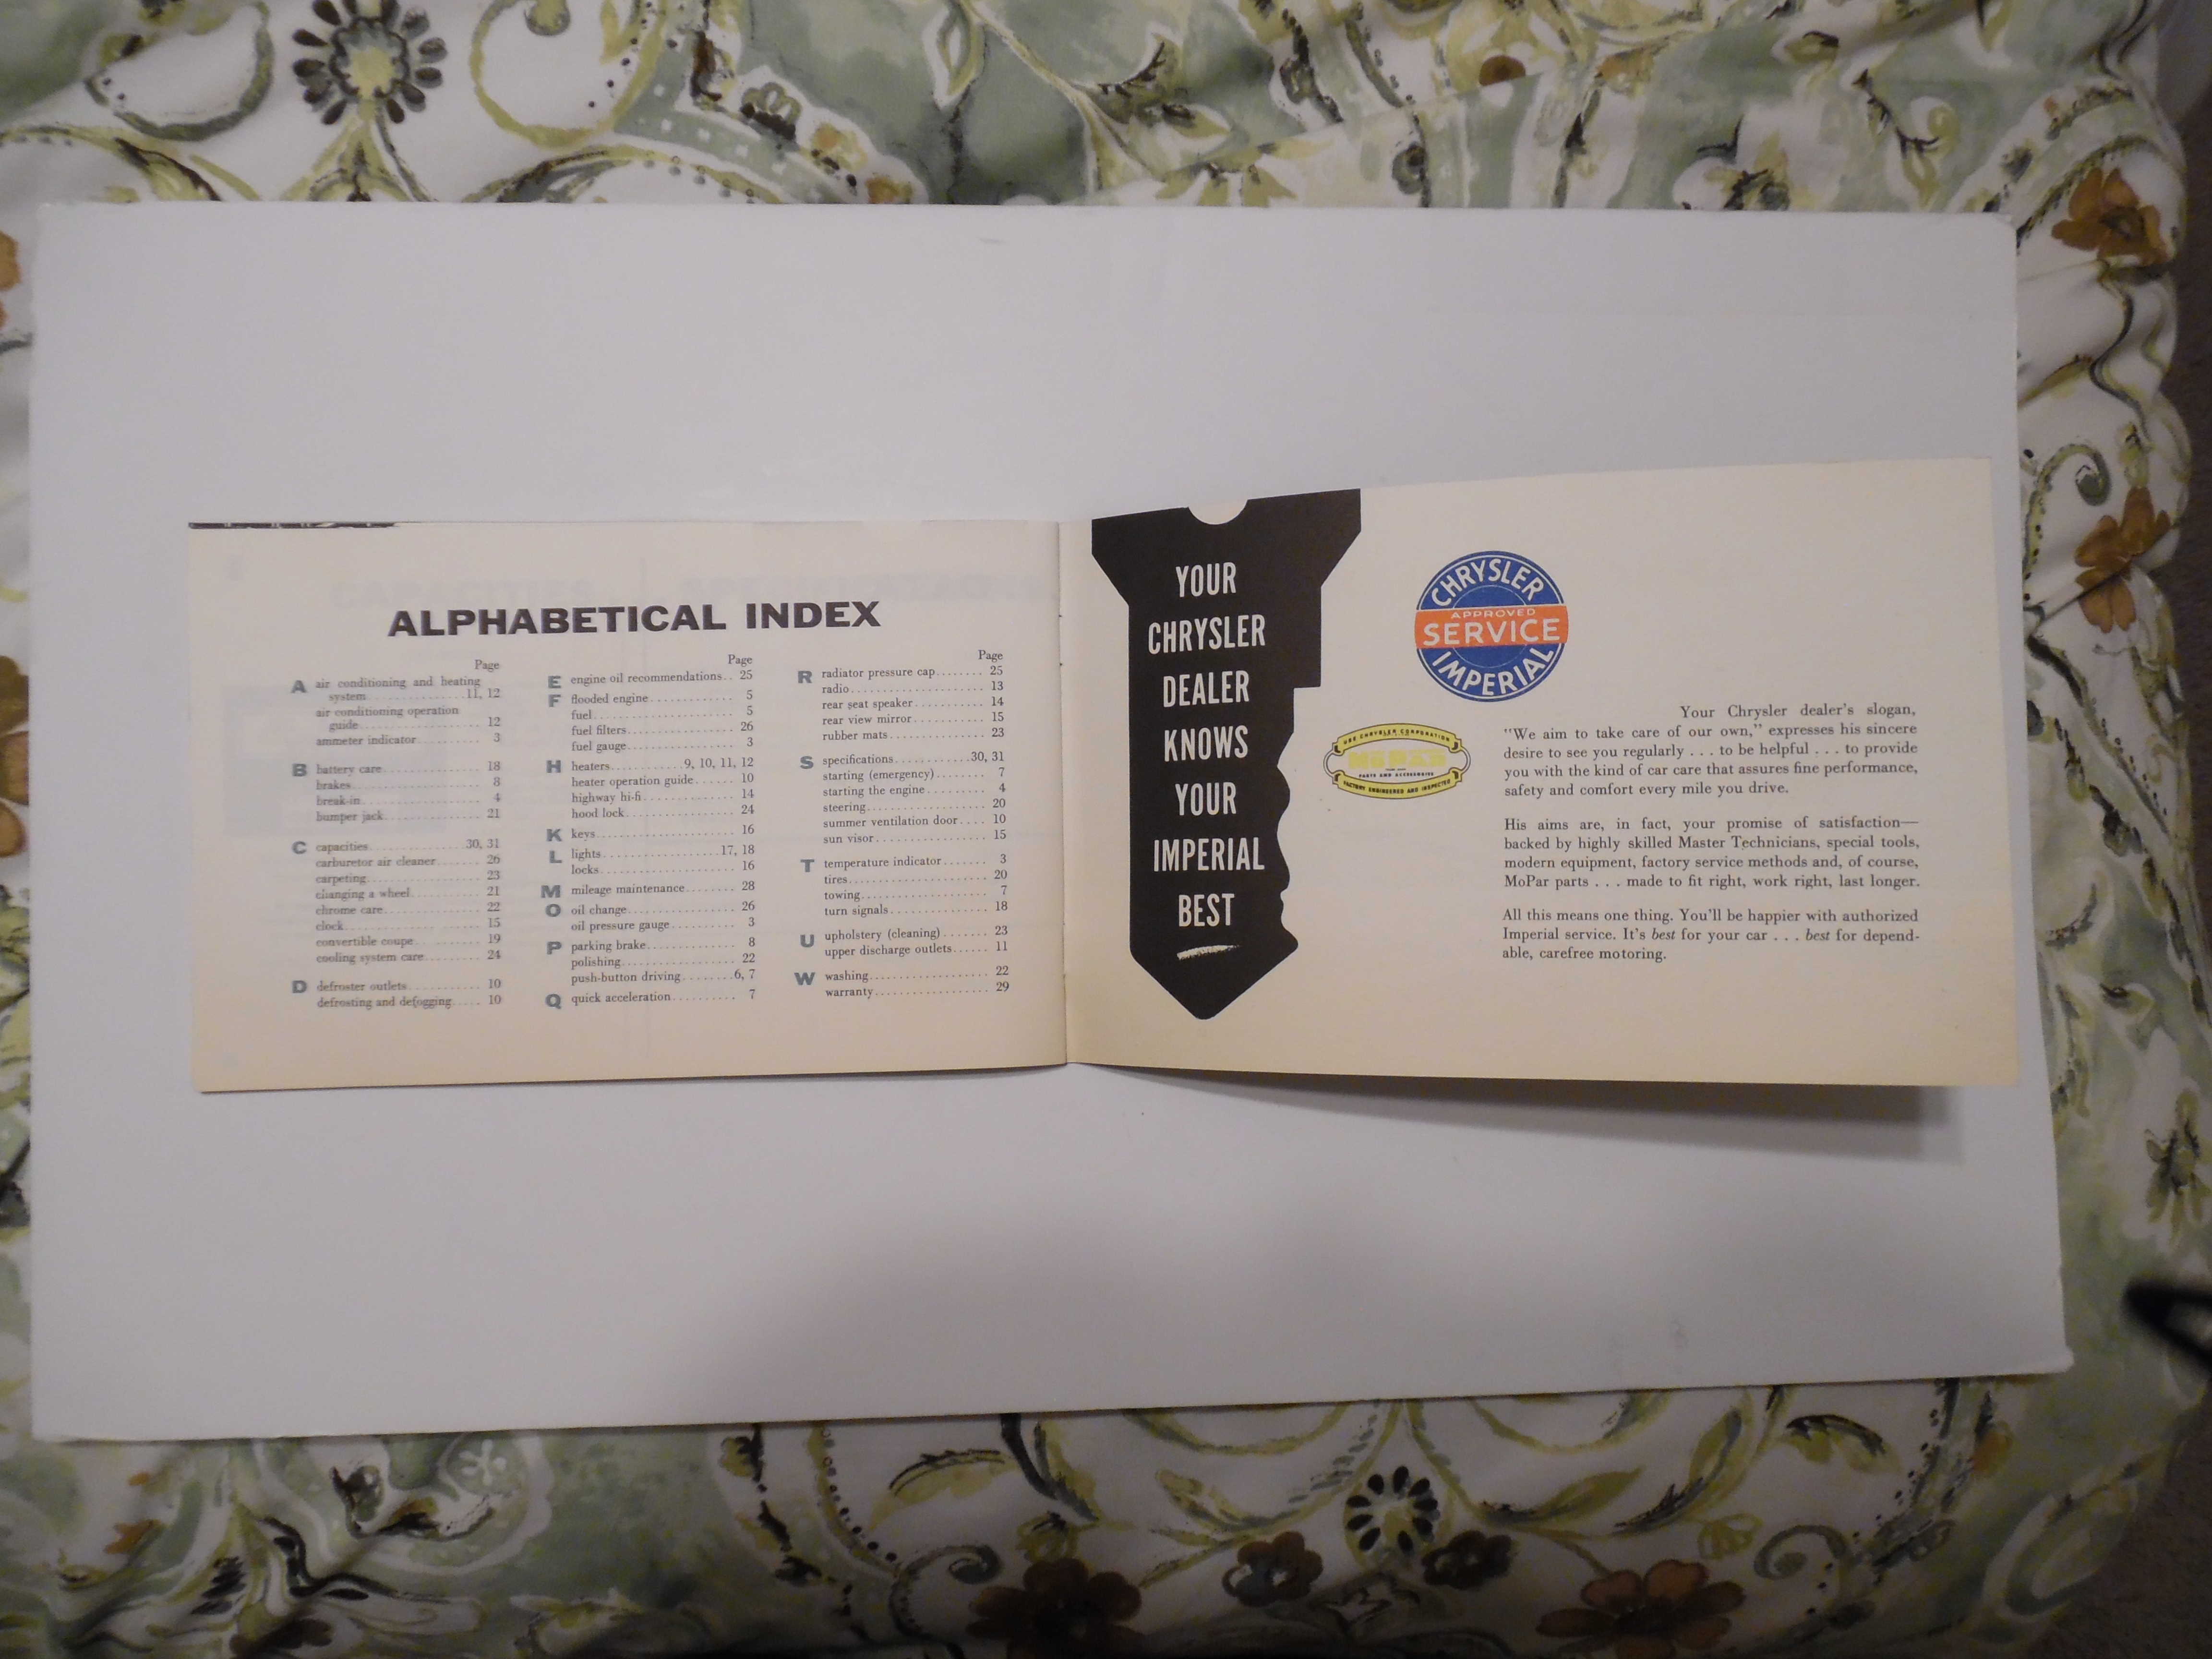 ALPHABETICAL INDEX
Page
A air conditioning and heating
system 11, 12
air conditioning operation
guide 12
ammeter indicator 3
B battery care 18
brakes 8
break-in 4
bumper jack 21
C capacities 30, 31
carburetor air cleaner 26
carpeting 23
changing a wheel 21
chrome care 22
clock 15
convertible coupe 19
cooling system care 24
D defroster outlets 10
defrosting and defogging 10
Page
E engine oil recommendations 25
F flooded engine 5
fuel 5
fuel filters 26
fuel gauge 3
H heaters 9, 10, 11, 12
heater operation guide 10
highway hi-fi 14
hood lock 24
K keys 16
L lights 17, 18
locks 16
M mileage maintenance 28
O oil change 26
oil pressure gauge 3
P parking brake 8
polishing 22
push-button driving 6, 7
Q quick acceleration 7
Page
R radiator pressure cap 25
radio 13
rear seat speaker 14
rear view mirror 15
rubber mats 23
S specifications 30, 31
starting (emergency) 7
starting the engine 4
steering 20
summer ventilation door 10
sun visor 15
T temperature indicator 3
tires 20
towing 7
turn signals 18
U upholstery (cleaning) 23
upper discharge outlets 11
W washing 22
warranty 29
YOUR
CHRYSLER
DEALER
KNOWS
YOUR
IMPERIAL
BEST
CHRYSLER
APPROVED
SERVICE
IMPERIAL
USE CHRYSLER CORPORATION
MoPar
PARTS AND ACCESSORIES
FACTORY ENGINEERED AND INSPECTED
Your Chrysler dealer's slogan,
"We aim to take care of our own," expresses his sincere
desire to see you regularly . . . to be helpful . . . to provide
you with the kind of car care that assures fine performance,
safety and comfort every mile you drive.
His aims are, in fact, your promise of satisfaction—
backed by highly skilled Master Technicians, special tools,
modern equipment, factory service methods and, of course,
MoPar parts . . . made to fit right, work right, last longer.
All this means one thing. You'll be happier with authorized
Imperial service. It's best for your car . . . best for depend-
able, carefree motoring.